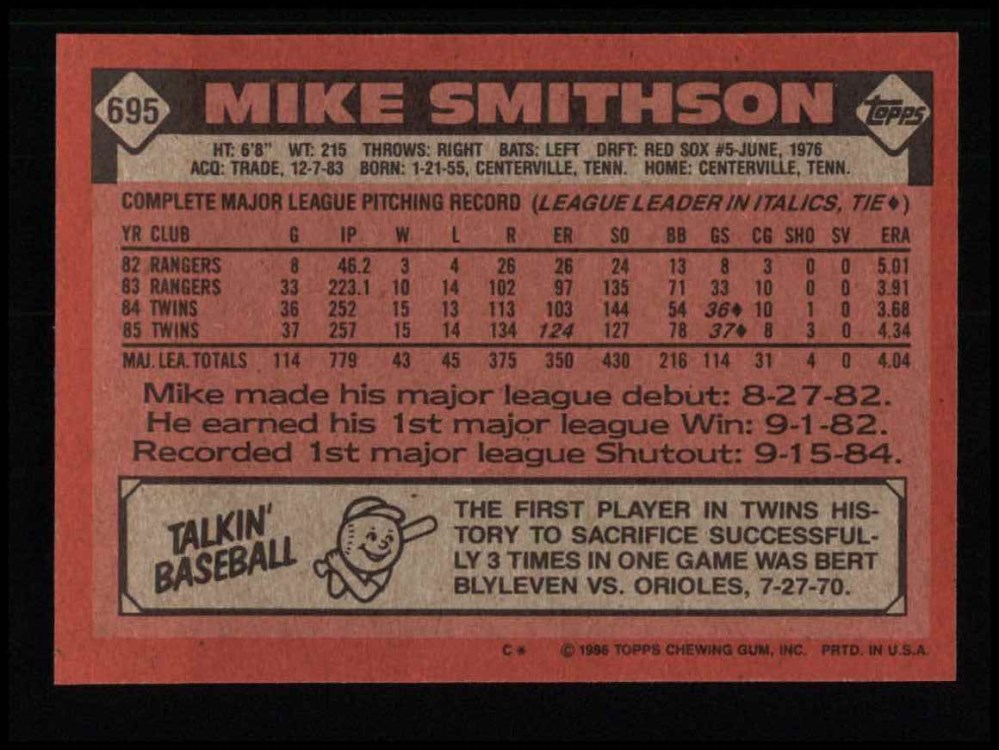 695 MIKE SMITHSON Topps
HT: 6'8" WT: 215 THROWS: RIGHT BATS: LEFT DRFT: RED SOX #5-JUNE, 1976
ACQ: TRADE, 12-7-83 BORN: 1-21-55, CENTERVILLE, TENN. HOME: CENTERVILLE, TENN.
COMPLETE MAJOR LEAGUE PITCHING RECORD (LEAGUE LEADER IN ITALICS, TIE♦)
YR CLUB G IP W L R ER SO BB GS CG SHO SV ERA
82 RANGERS 8 46.2 3 4 26 26 24 13 8 3 0 0 5.01
83 RANGERS 33 223.1 10 14 102 97 135 71 33 10 0 0 3.91
84 TWINS 36 252 15 13 113 103 144 54 36♦ 10 1 0 3.68
85 TWINS 37 257 15 14 134 124 127 78 37♦ 8 3 0 4.34
MAJ. LEA. TOTALS 114 779 43 45 375 350 430 216 114 31 4 0 4.04
Mike made his major league debut: 8-27-82.
He earned his 1st major league Win: 9-1-82.
Recorded 1st major league Shutout: 9-15-84.
TALKIN'
BASEBALL
THE FIRST PLAYER IN TWINS HIS-
TORY TO SACRIFICE SUCCESSFUL-
LY 3 TIMES IN ONE GAME WAS BERT
BLYLEVEN VS. ORIOLES, 7-27-70.
C* © 1986 TOPPS CHEWING GUM, INC. PRTD. IN U.S.A.